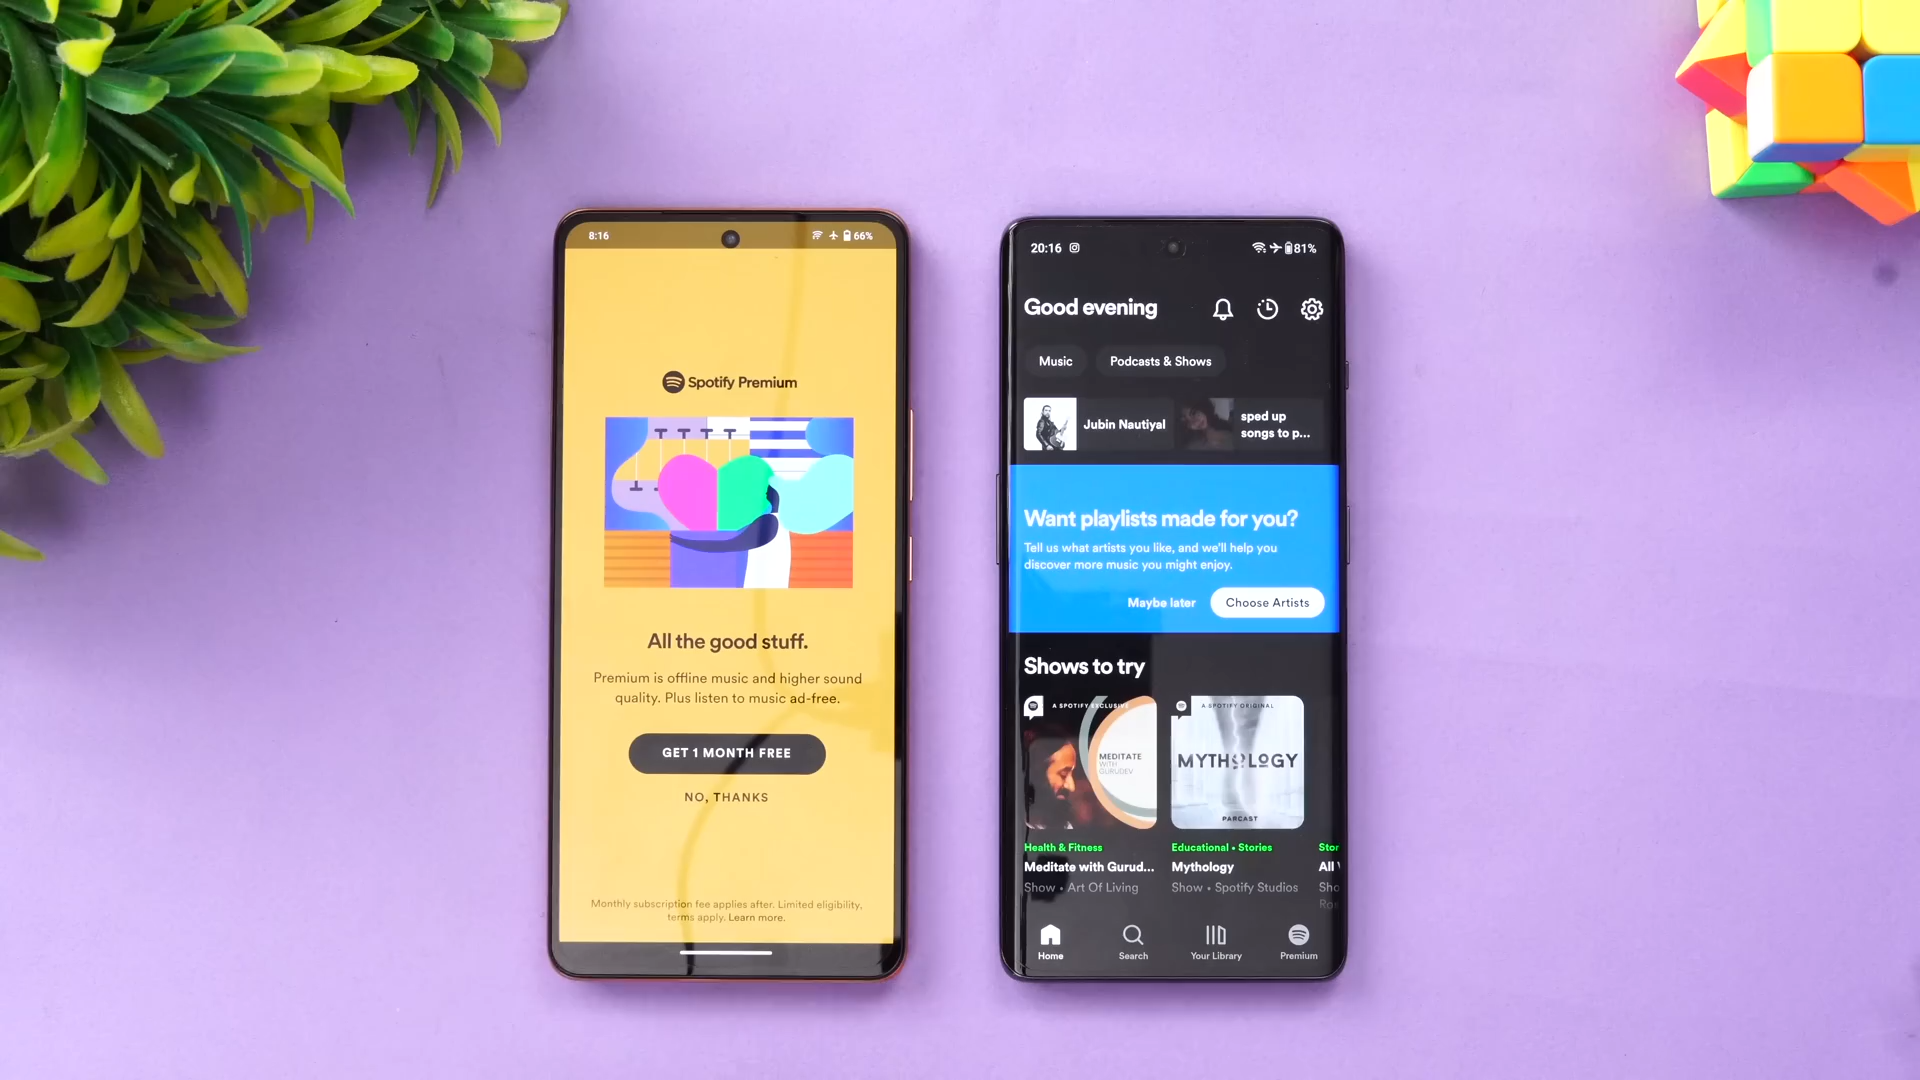 8:16
66%
Spotify Premium
All the good stuff.
Premium is offline music and higher sound
quality. Plus listen to music ad-free.
GET 1 MONTH FREE
NO, THANKS
Monthly subscription fee applies after. Limited eligibility,
terms apply. Learn more.
20:16
81%
Good evening
Music
Podcasts & Shows
Jubin Nautiyal
sped up
songs to p...
Want playlists made for you?
Tell us what artists you like, and we'll help you
discover more music you might enjoy.
Maybe later
Choose Artists
Shows to try
A SPOTIFY EXCLUSIVE
MEDITATE
WITH
GURUDEV
A SPOTIFY ORIGINAL
MYTHOLOGY
PARCAST
Health & Fitness
Educational • Stories
Stor
Meditate with Gurud...
Mythology
All
Show • Art Of Living
Show • Spotify Studios
Sho
Home
Search
Your Library
Premium